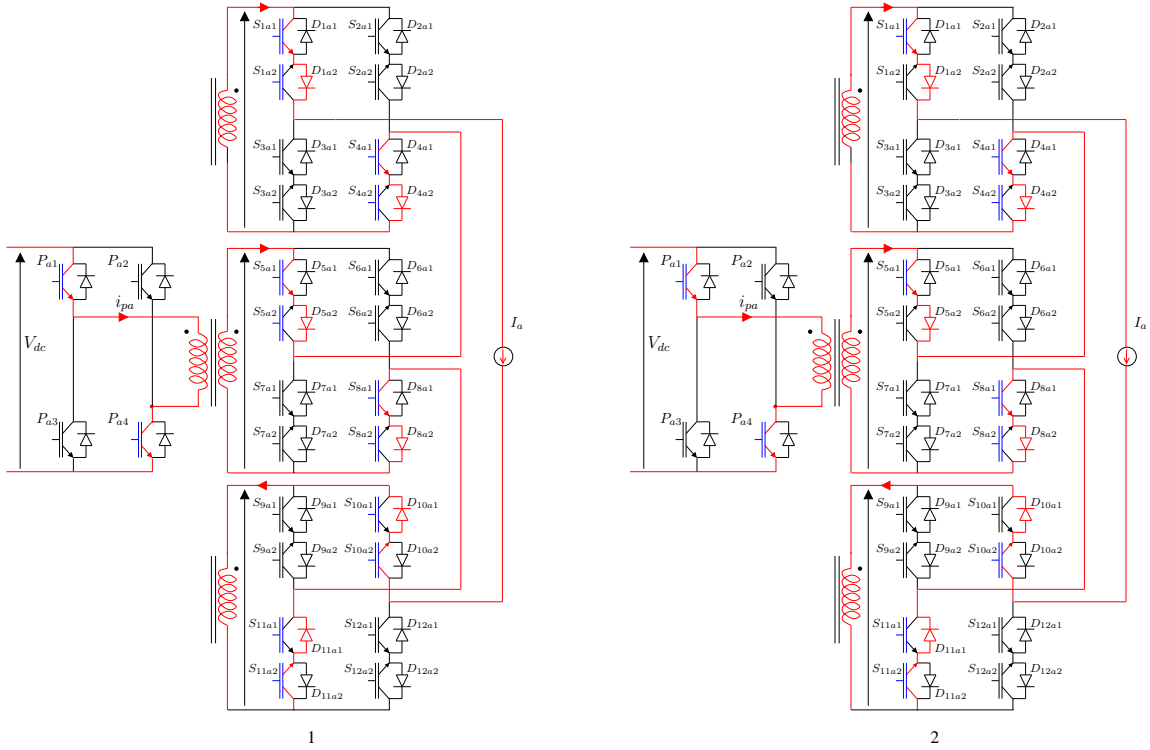 S1a1 D1a1 S2a1 D2a1
S1a2 D1a2 S2a2 D2a2
S3a1 D3a1 S4a1 D4a1
S3a2 D3a2 S4a2 D4a2
Pa1 Pa2
ipa
Vdc
Pa3 Pa4
S5a1 D5a1 S6a1 D6a1
S5a2 D5a2 S6a2 D6a2
Ia
S7a1 D7a1 S8a1 D8a1
S7a2 D7a2 S8a2 D8a2
S9a1 D9a1 S10a1 D10a1
S9a2 D9a2 S10a2 D10a2
S11a1 D11a1 S12a1 D12a1
S11a2 D11a2 S12a2 D12a2
1
S1a1 D1a1 S2a1 D2a1
S1a2 D1a2 S2a2 D2a2
S3a1 D3a1 S4a1 D4a1
S3a2 D3a2 S4a2 D4a2
Pa1 Pa2
ipa
Vdc
Pa3 Pa4
S5a1 D5a1 S6a1 D6a1
S5a2 D5a2 S6a2 D6a2
Ia
S7a1 D7a1 S8a1 D8a1
S7a2 D7a2 S8a2 D8a2
S9a1 D9a1 S10a1 D10a1
S9a2 D9a2 S10a2 D10a2
S11a1 D11a1 S12a1 D12a1
S11a2 D11a2 S12a2 D12a2
2